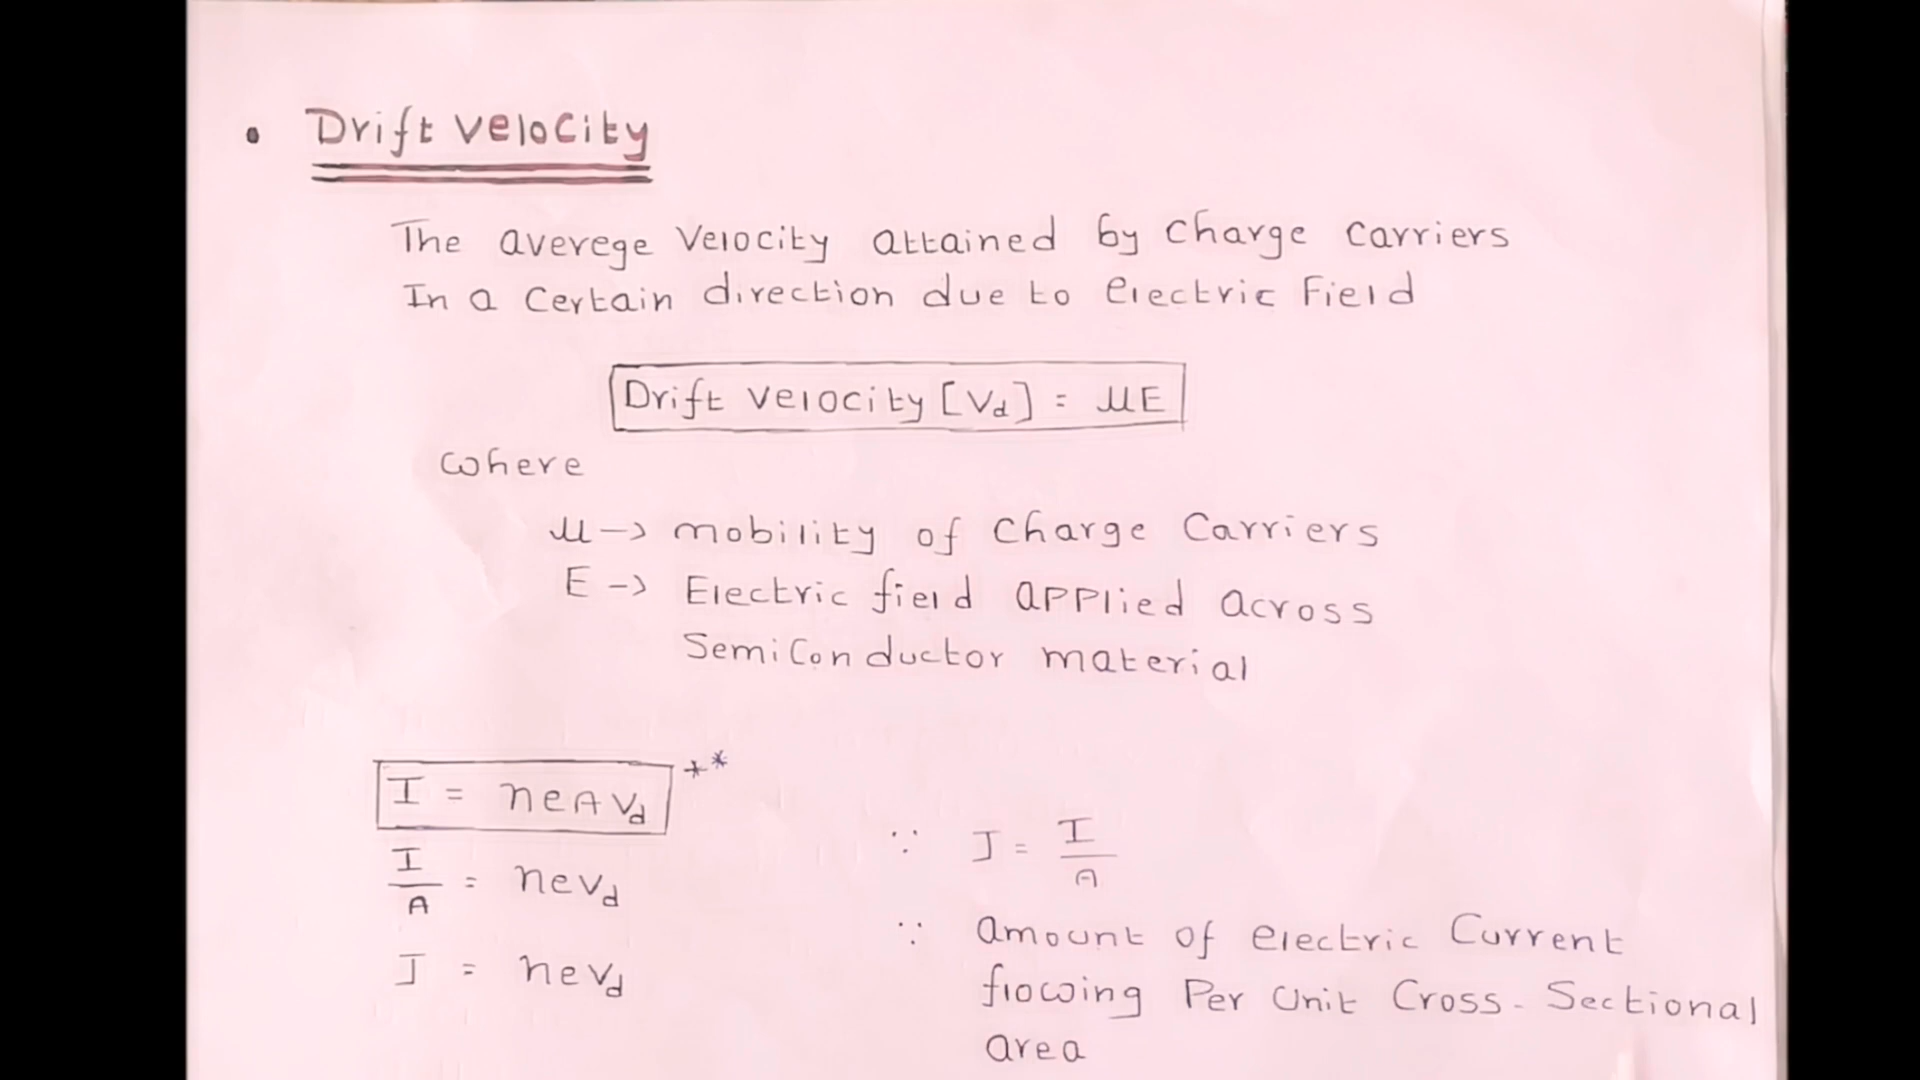 • Drift velocity
The averege velocity attained by charge carriers
In a certain direction due to electric Field
Drift velocity [Vd] = μE
where
μ -> mobility of charge carriers
E -> Electric field applied across
semiconductor material
I = neAVd **
I/A = neVd
J = neVd
∵ J = I/A
∵ amount of electric current
flowing per unit cross-sectional
area